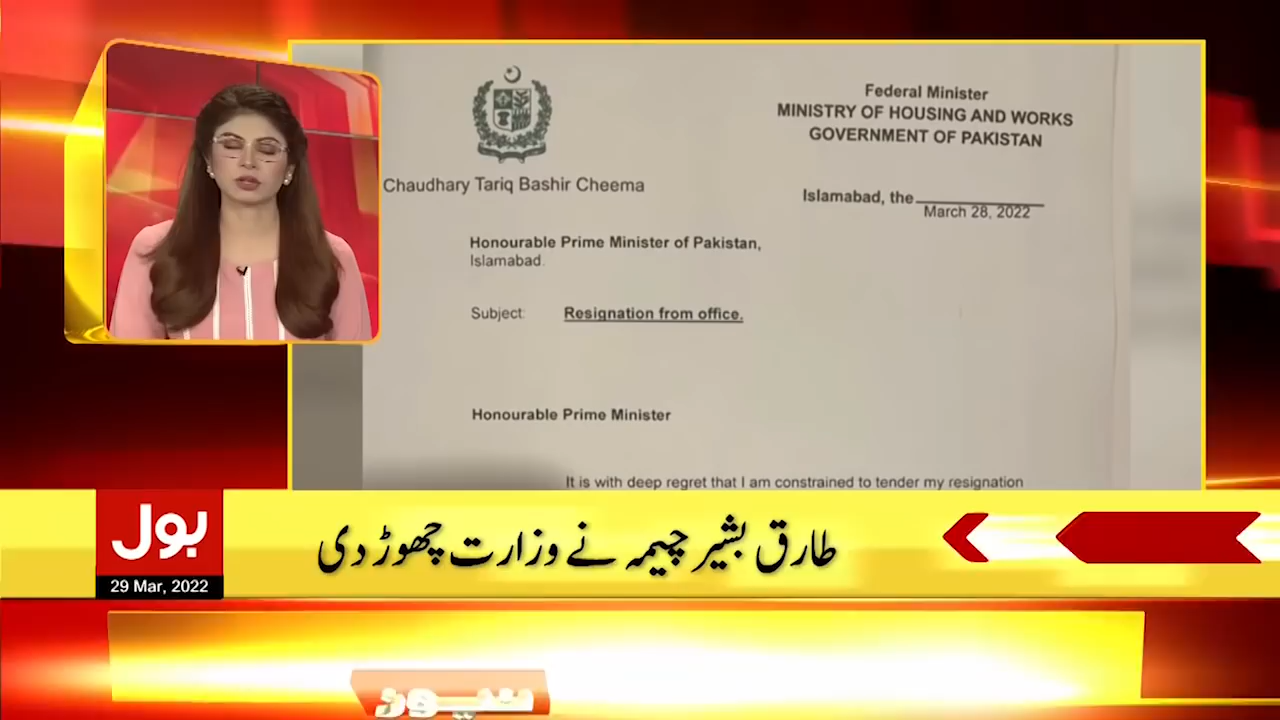 Federal Minister
MINISTRY OF HOUSING AND WORKS
GOVERNMENT OF PAKISTAN
Chaudhary Tariq Bashir Cheema
Islamabad, the
March 28, 2022
Honourable Prime Minister of Pakistan,
Islamabad.
Subject: Resignation from office.
Honourable Prime Minister
It is with deep regret that I am constrained to tender my resignation
طارق بشیر چیمہ نے وزارت چھوڑ دی
بول
29 Mar, 2022
نیوز